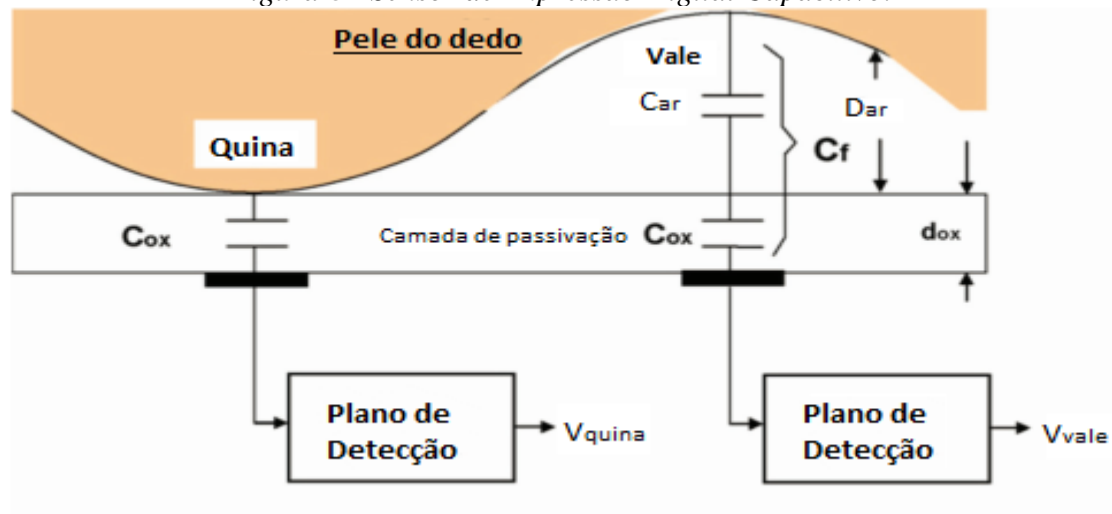 Pele do dedo
Vale
Car
Dar
Quina
Cf
Cox
Camada de passivação
Cox
dox
Plano de
Detecção
Vquina
Plano de
Detecção
Vvale